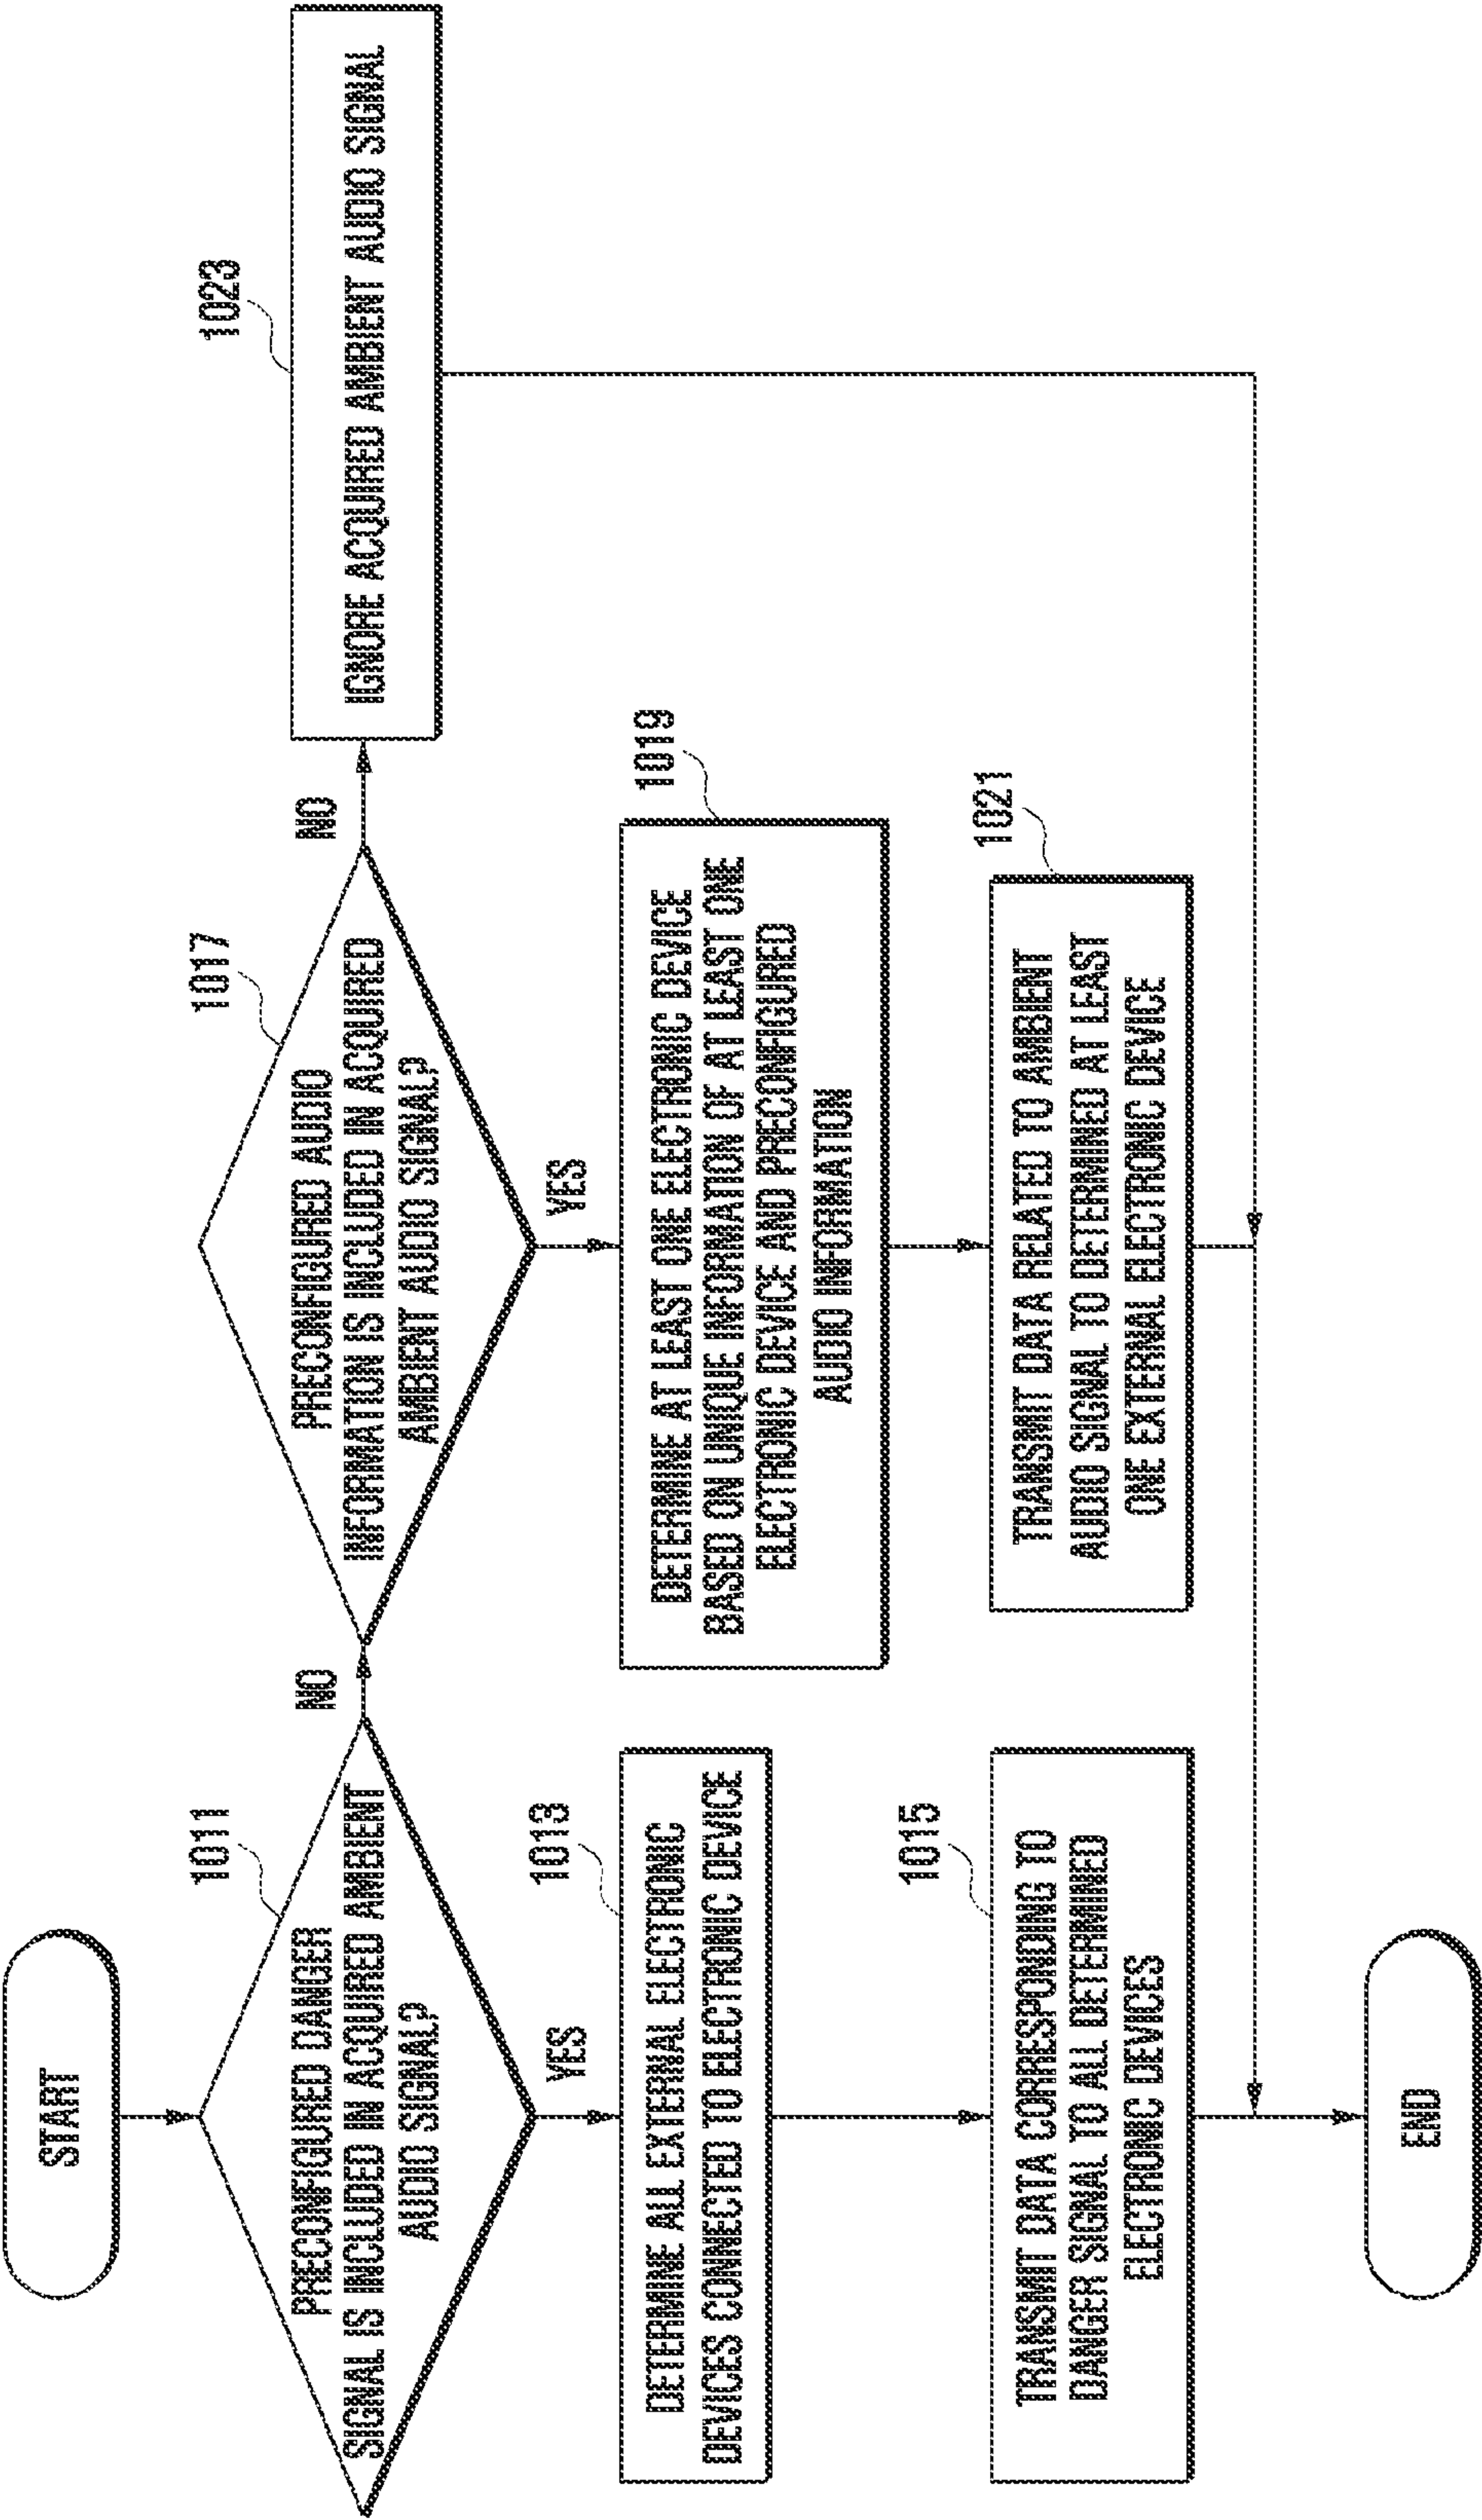 START
1011
PRECONFIGURED DANGER
SIGNAL IS INCLUDED IN ACQUIRED AMBIENT
AUDIO SIGNAL?
NO
YES
1013
DETERMINE ALL EXTERNAL ELECTRONIC
DEVICES CONNECTED TO ELECTRONIC DEVICE
1015
TRANSMIT DATA CORRESPONDING TO
DANGER SIGNAL TO ALL DETERMINED
ELECTRONIC DEVICES
1017
PRECONFIGURED AUDIO
INFORMATION IS INCLUDED IN ACQUIRED
AMBIENT AUDIO SIGNAL?
NO
YES
1019
DETERMINE AT LEAST ONE ELECTRONIC DEVICE
BASED ON UNIQUE INFORMATION OF AT LEAST ONE
ELECTRONIC DEVICE AND PRECONFIGURED
AUDIO INFORMATION
1021
TRANSMIT DATA RELATED TO AMBIENT
AUDIO SIGNAL TO DETERMINED AT LEAST
ONE EXTERNAL ELECTRONIC DEVICE
1023
IGNORE ACQUIRED AMBIENT AUDIO SIGNAL
END